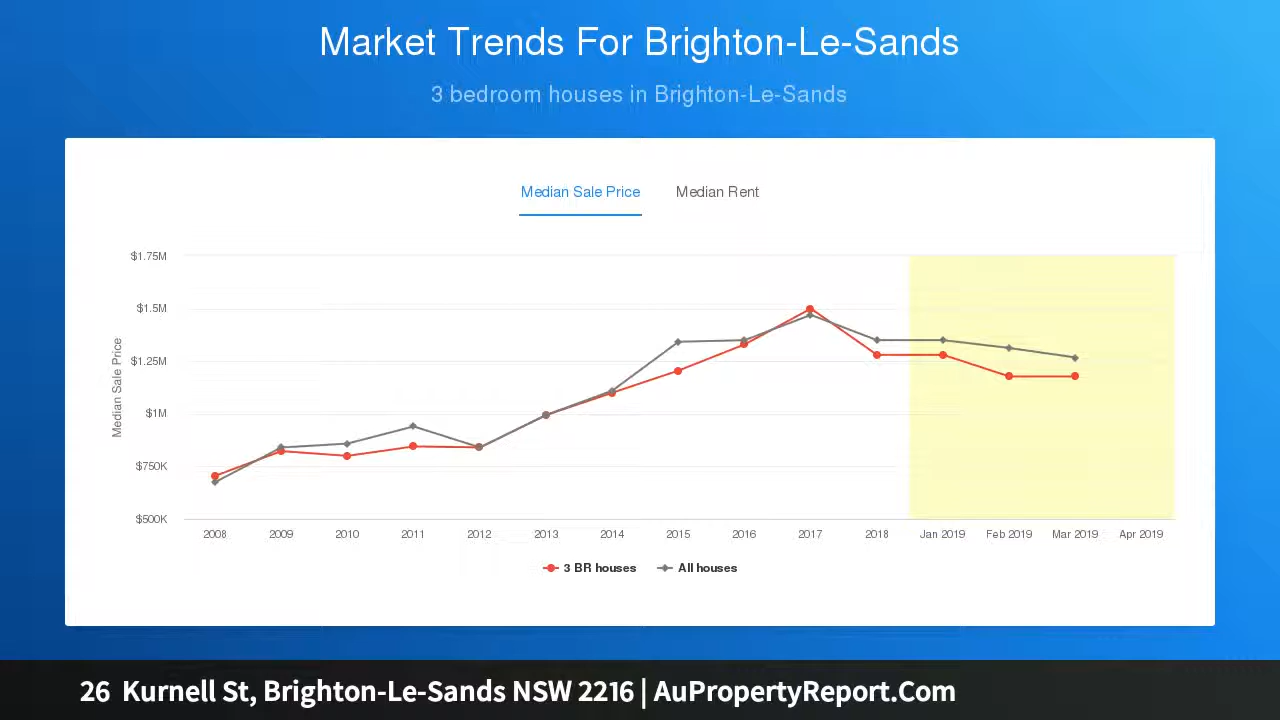 Market Trends For Brighton-Le-Sands
3 bedroom houses in Brighton-Le-Sands
Median Sale Price Median Rent
Median Sale Price
$1.75M
$1.5M
$1.25M
$1M
$750K
$500K
2008 2009 2010 2011 2012 2013 2014 2015 2016 2017 2018 Jan 2019 Feb 2019 Mar 2019 Apr 2019
3 BR houses All houses
26 Kurnell St, Brighton-Le-Sands NSW 2216 | AuPropertyReport.Com